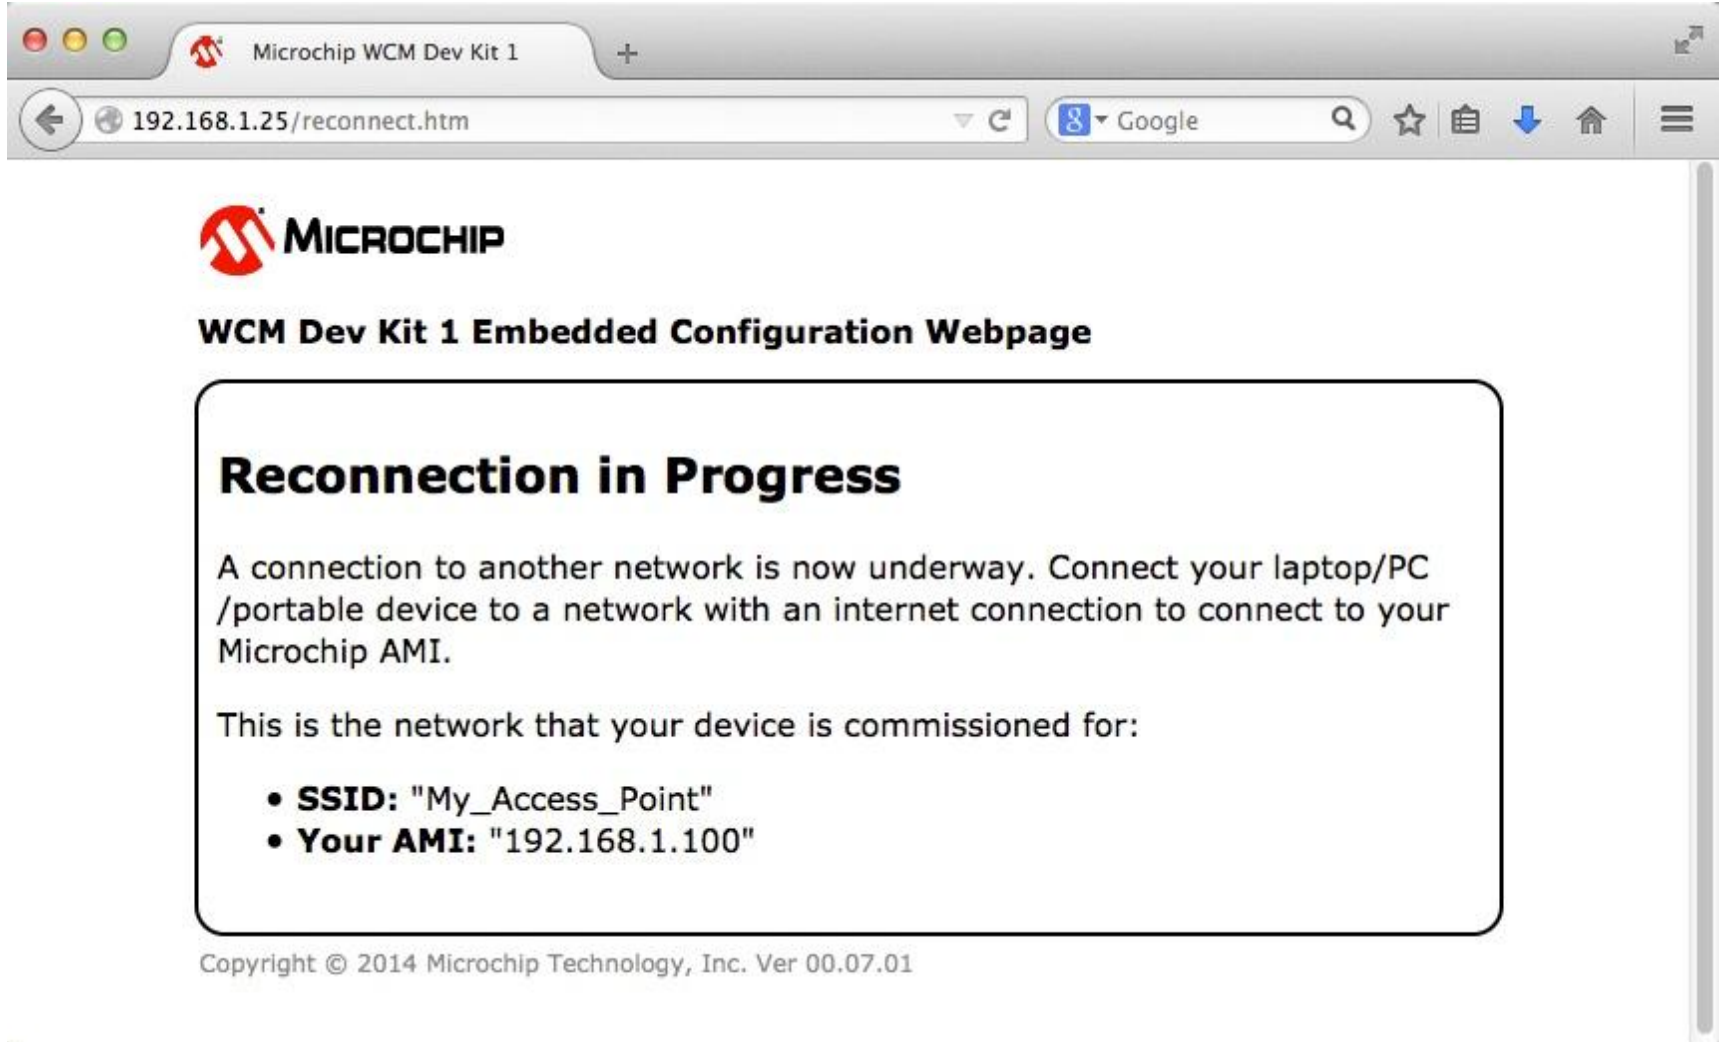 Microchip WCM Dev Kit 1
192.168.1.25/reconnect.htm
8 Google
MICROCHIP
WCM Dev Kit 1 Embedded Configuration Webpage
Reconnection in Progress
A connection to another network is now underway. Connect your laptop/PC
/portable device to a network with an internet connection to connect to your
Microchip AMI.
This is the network that your device is commissioned for:
• SSID: "My_Access_Point"
• Your AMI: "192.168.1.100"
Copyright © 2014 Microchip Technology, Inc. Ver 00.07.01